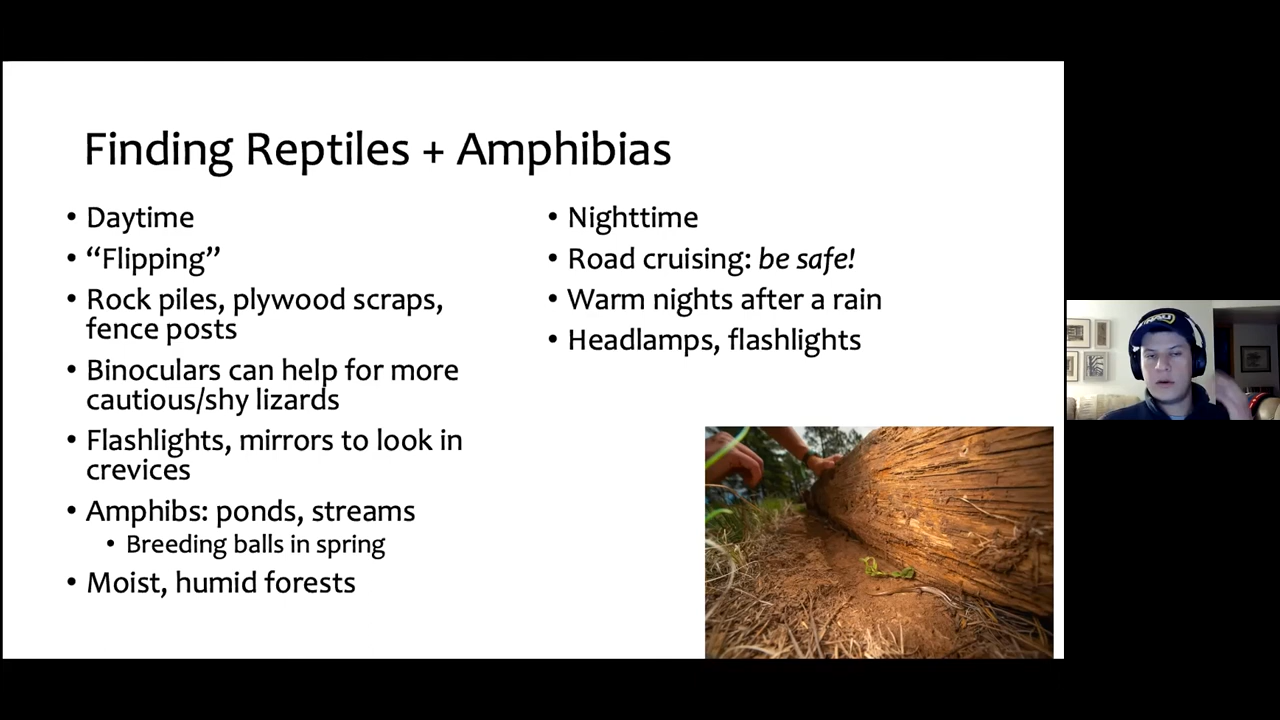 Finding Reptiles + Amphibias
• Daytime
• “Flipping”
• Rock piles, plywood scraps,
fence posts
• Binoculars can help for more
cautious/shy lizards
• Flashlights, mirrors to look in
crevices
• Amphibs: ponds, streams
• Breeding balls in spring
• Moist, humid forests
• Nighttime
• Road cruising: be safe!
• Warm nights after a rain
• Headlamps, flashlights